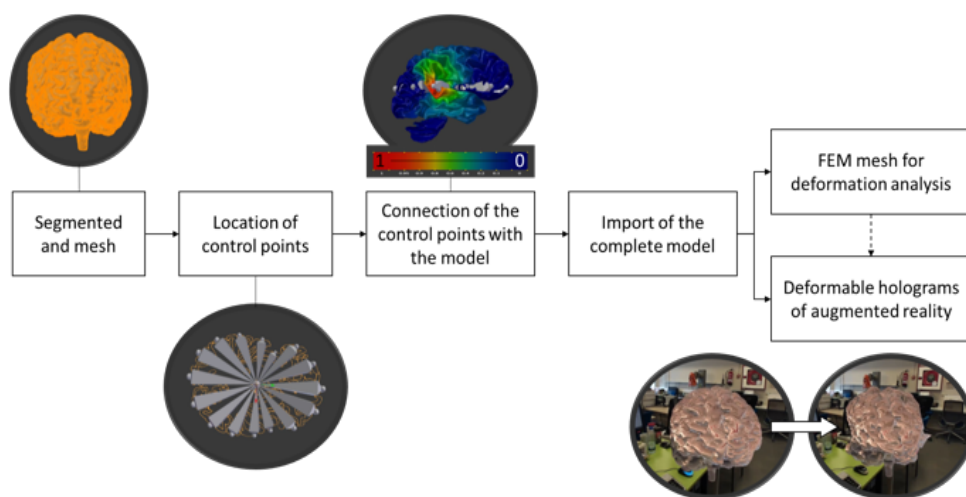 Segmented
and mesh
Location of
control points
1
0
Connection of the
control points with
the model
Import of the
complete model
FEM mesh for
deformation analysis
Deformable holograms
of augmented reality